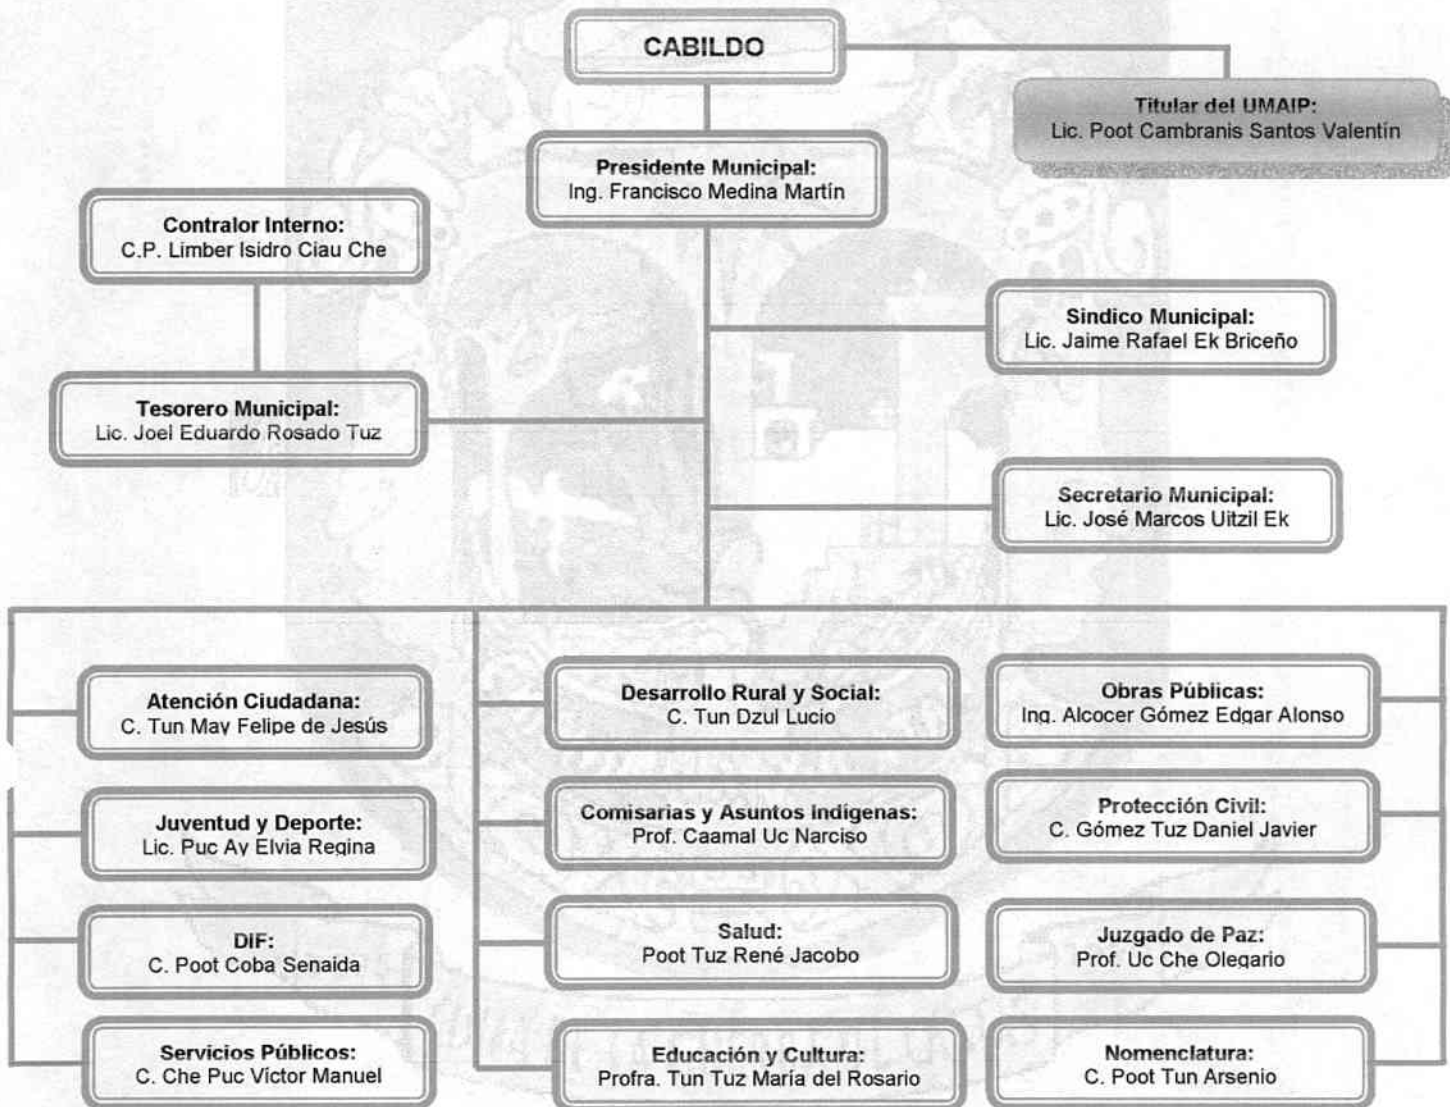 CABILDO
Titular del UMAIP:
Lic. Poot Cambranis Santos Valentín
Presidente Municipal:
Ing. Francisco Medina Martín
Contralor Interno:
C.P. Limber Isidro Ciau Che
Sindico Municipal:
Lic. Jaime Rafael Ek Briceño
Tesorero Municipal:
Lic. Joel Eduardo Rosado Tuz
Secretario Municipal:
Lic. José Marcos Uitzil Ek
Atención Ciudadana:
C. Tun May Felipe de Jesús
Desarrollo Rural y Social:
C. Tun Dzul Lucio
Obras Públicas:
Ing. Alcocer Gómez Edgar Alonso
Juventud y Deporte:
Lic. Puc Ay Elvia Regina
Comisarias y Asuntos Indígenas:
Prof. Caamal Uc Narciso
Protección Civil:
C. Gómez Tuz Daniel Javier
DIF:
C. Poot Coba Senaida
Salud:
Poot Tuz René Jacobo
Juzgado de Paz:
Prof. Uc Che Olegario
Servicios Públicos:
C. Che Puc Víctor Manuel
Educación y Cultura:
Profra. Tun Tuz María del Rosario
Nomenclatura:
C. Poot Tun Arsenio